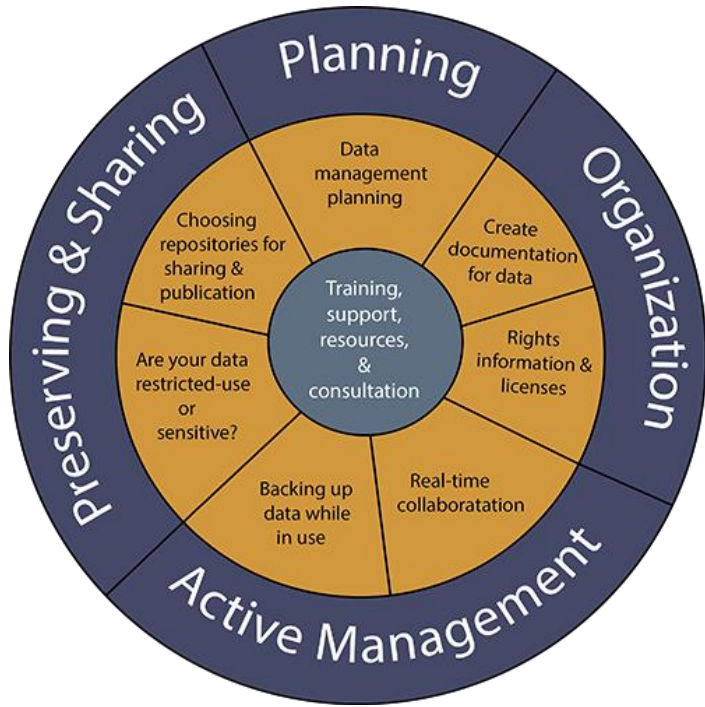 Planning
Organization
Active Management
Preserving & Sharing
Data
management
planning
Create
documentation
for data
Rights
information &
licenses
Real-time
collaboratation
Backing up
data while
in use
Are your data
restricted-use
or
sensitive?
Choosing
repositories for
sharing &
publication
Training,
support,
resources,
&
consultation